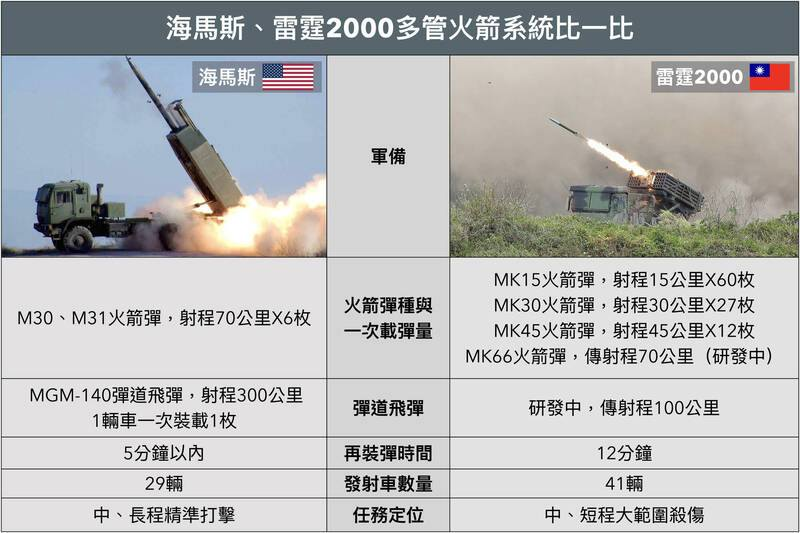 海馬斯、雷霆2000多管火箭系統比一比
海馬斯
軍備
雷霆2000
M30、M31火箭彈，射程70公里X6枚
火箭彈種與
一次載彈量
MK15火箭彈，射程15公里X60枚
MK30火箭彈，射程30公里X27枚
MK45火箭彈，射程45公里X12枚
MK66火箭彈，傳射程70公里（研發中）
MGM-140彈道飛彈，射程300公里
1輛車一次裝載1枚
彈道飛彈
研發中，傳射程100公里
5分鐘以內
再裝彈時間
12分鐘
29輛
發射車數量
41輛
中、長程精準打擊
任務定位
中、短程大範圍殺傷